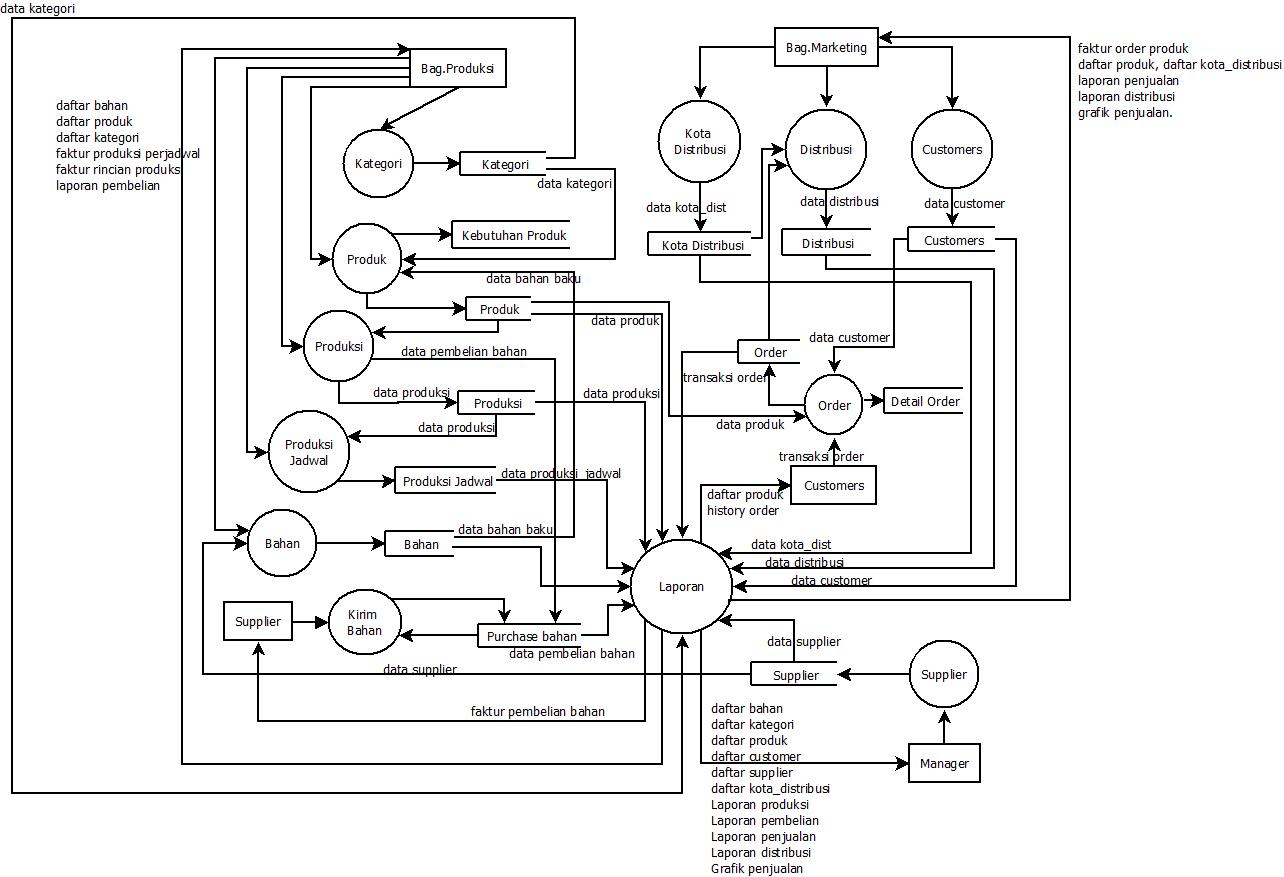 data kategori
Bag.Produksi
Bag.Marketing
faktur order produk
daftar produk, daftar kota_distribusi
laporan penjualan
laporan distribusi
grafik penjualan.
daftar bahan
daftar produk
daftar kategori
faktur produksi perjadwal
faktur rincian produksi
laporan pembelian
Kategori
Kategori
data kategori
Kota
Distribusi
Distribusi
Customers
data kota_dist
data distribusi
data customer
Kota Distribusi
Distribusi
Customers
Kebutuhan Produk
Produk
data bahan baku
Produk
data produk
Produksi
data pembelian bahan
data customer
Order
transaksi order
Order
Detail Order
data produk
data produksi
Produksi
data produksi
data produksi
Produksi
Jadwal
Produksi Jadwal
data produksi_jadwal
transaksi order
Customers
daftar produk
history order
Bahan
Bahan
data bahan baku
data kota_dist
data distribusi
data customer
Laporan
Supplier
Kirim
Bahan
Purchase bahan
data pembelian bahan
data supplier
data supplier
Supplier
Supplier
faktur pembelian bahan
Manager
daftar bahan
daftar kategori
daftar produk
daftar customer
daftar supplier
daftar kota_distribusi
Laporan produksi
Laporan pembelian
Laporan penjualan
Laporan distribusi
Grafik penjualan